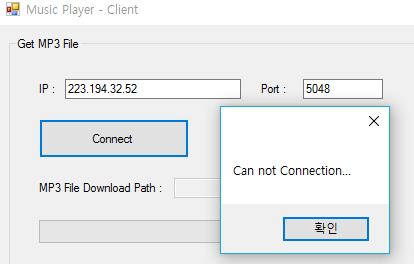 Music Player - Client
Get MP3 File
IP : 223.194.32.52 Port : 5048
Connect
Can not Connection...
MP3 File Download Path :
확인